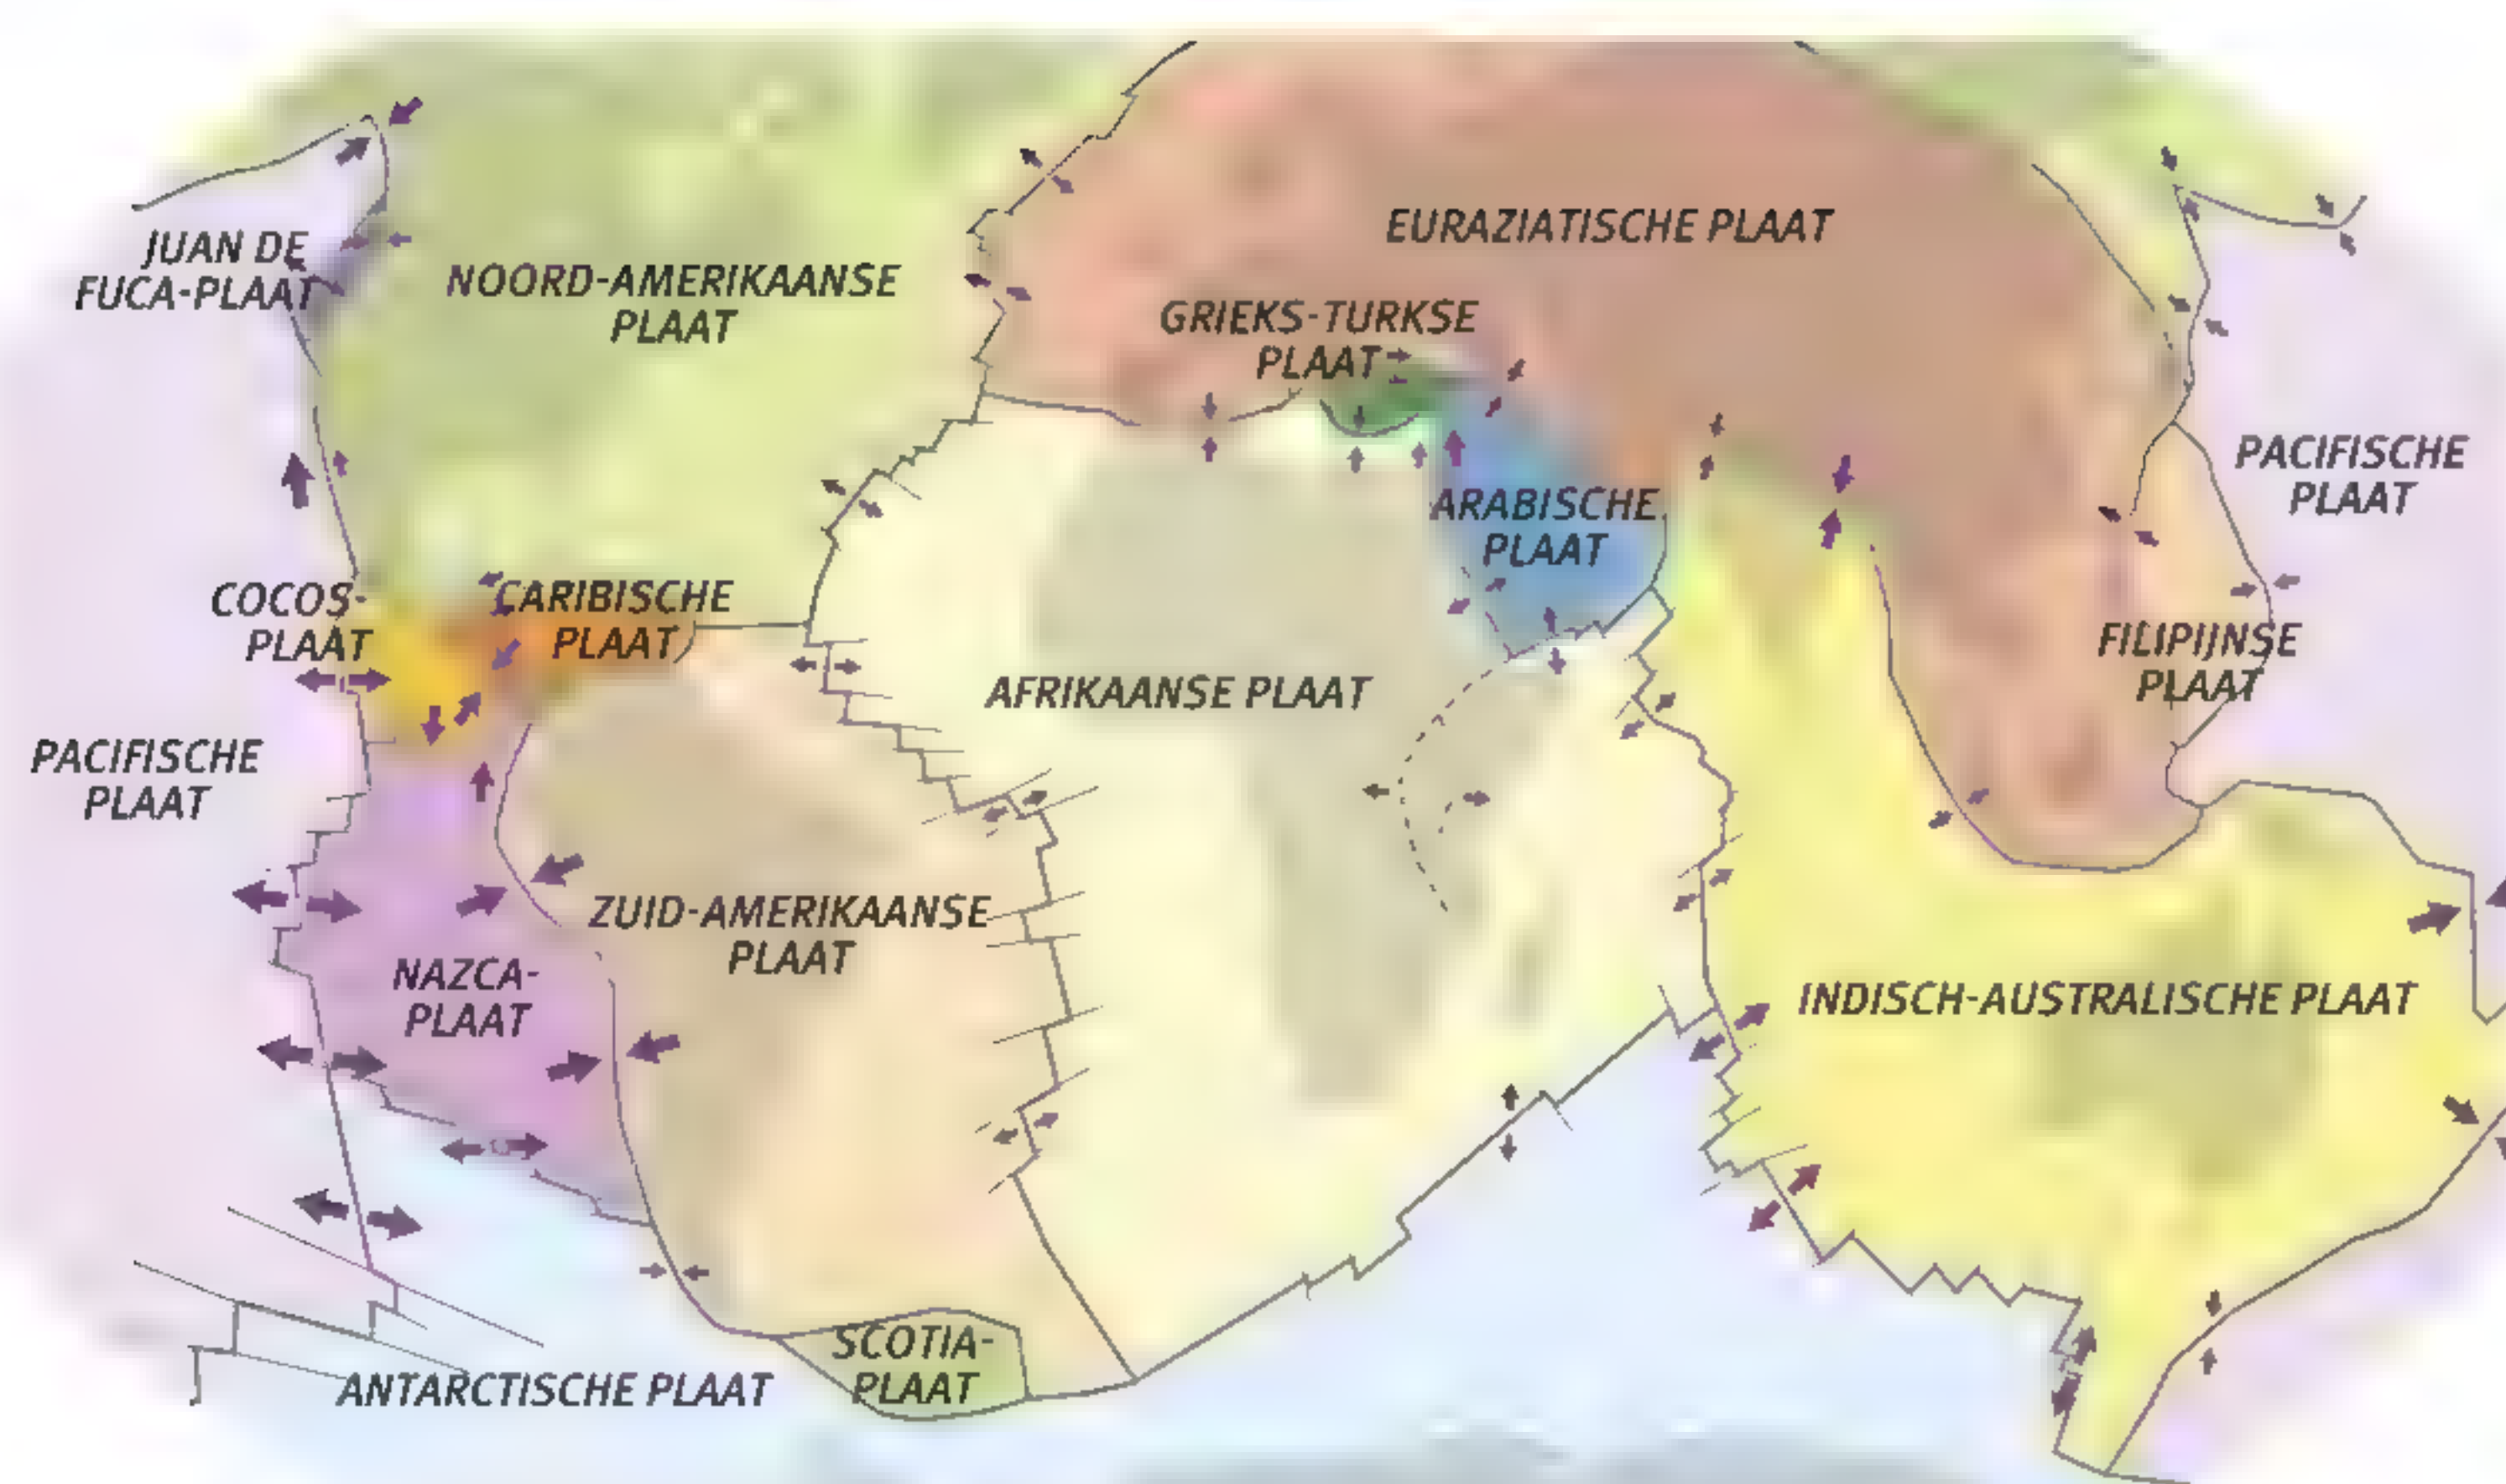 JUAN DE
FUCA-PLAAT
NOORD-AMERIKAANSE
PLAAT
EURAZIATISCHE PLAAT
GRIEKS-TURKSE
PLAAT
ARABISCHE
PLAAT
PACIFISCHE
PLAAT
COCOS-
PLAAT
CARIBISCHE
PLAAT
AFRIKAANSE PLAAT
FILIPIJNSE
PLAAT
PACIFISCHE
PLAAT
ZUID-AMERIKAANSE
PLAAT
NAZCA-
PLAAT
INDISCH-AUSTRALISCHE PLAAT
SCOTIA-
PLAAT
ANTARCTISCHE PLAAT